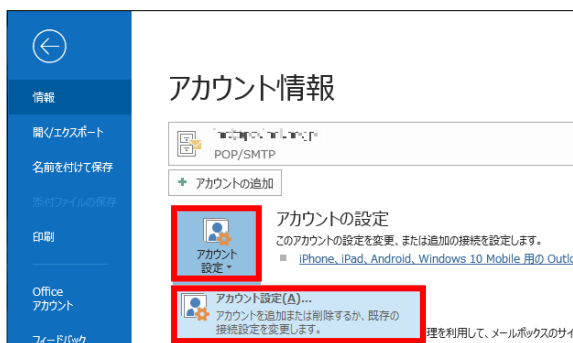 アカウント情報
情報
開く/エクスポート
名前を付けて保存
添付ファイルの保存
印刷
Office
アカウント
フィードバック
POP/SMTP
+ アカウントの追加
アカウント
設定
アカウントの設定
このアカウントの設定を変更、または追加の接続を設定します。
iPhone、iPad、Android、Windows 10 Mobile 用の Outlo
アカウント設定(A)...
アカウントを追加または削除するか、既存の
接続設定を変更します。
理を利用して、メールボックスのサイ